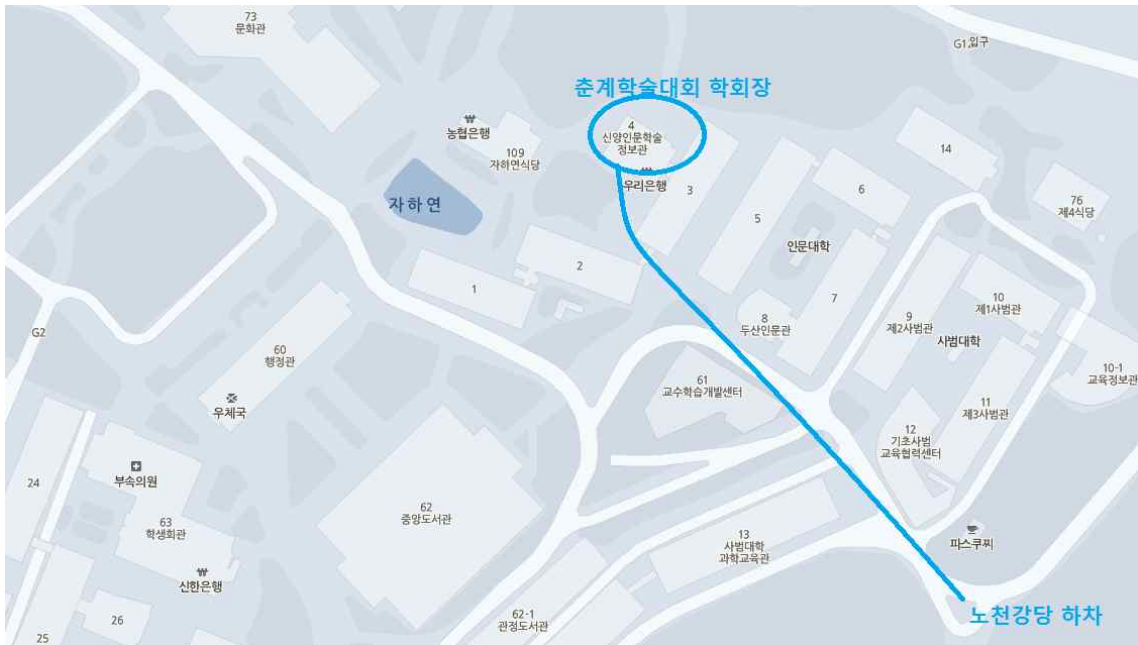 73
문화관
G1,입구
춘계학술대회 학회장
4
신양인문학술
정보관
농협은행
109
자하연식당
우리은행
3
14
6
76
제4식당
자하연
5
인문대학
2
1
7
8
두산인문관
10
제1사범관
9
제2사범관
사범대학
G2
60
행정관
10-1
교육정보관
61
교수학습개발센터
우체국
11
제3사범관
12
기초사범
교육협력센터
부속의원
24
62
중앙도서관
63
학생회관
13
사범대학
과학교육관
파스쿠찌
신한은행
26
62-1
관정도서관
노천강당 하차
25